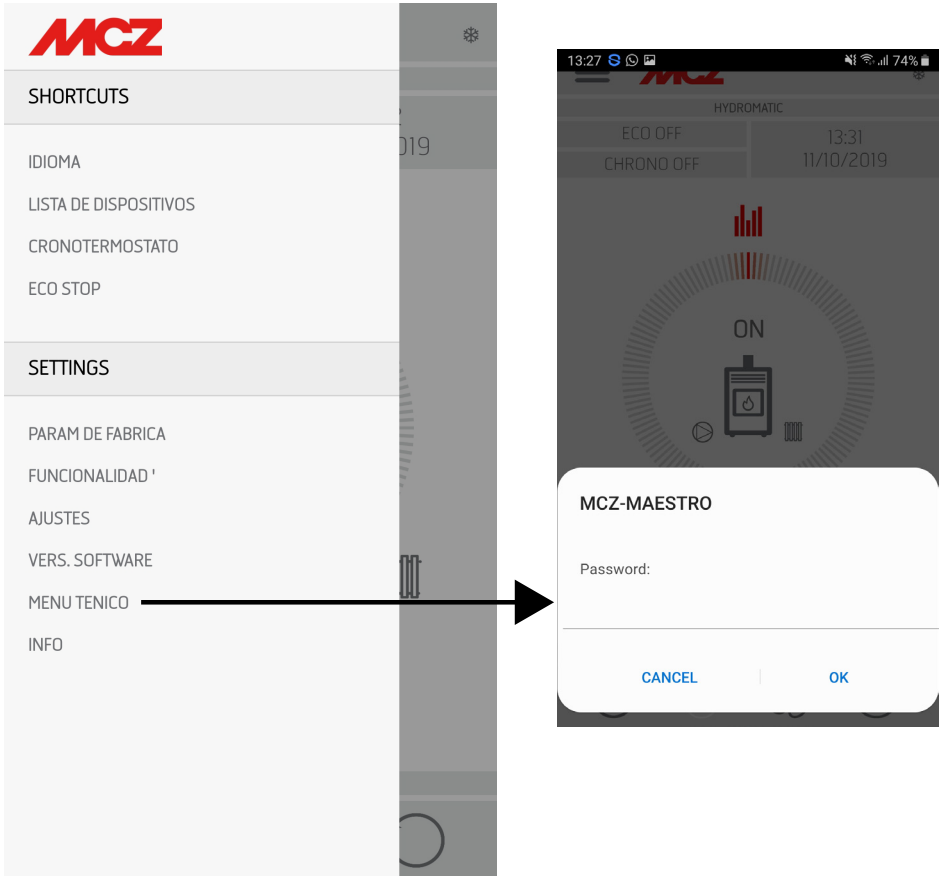 MCZ
SHORTCUTS
IDIOMA
LISTA DE DISPOSITIVOS
CRONOTERMOSTATO
ECO STOP
SETTINGS
PARAM DE FABRICA
FUNCIONALIDAD '
AJUSTES
VERS. SOFTWARE
MENU TENICO
INFO
019
13:27 74%
MCZ
HYDROMATIC
ECO OFF
CHRONO OFF
13:31
11/10/2019
ON
MCZ-MAESTRO
Password:
CANCEL OK